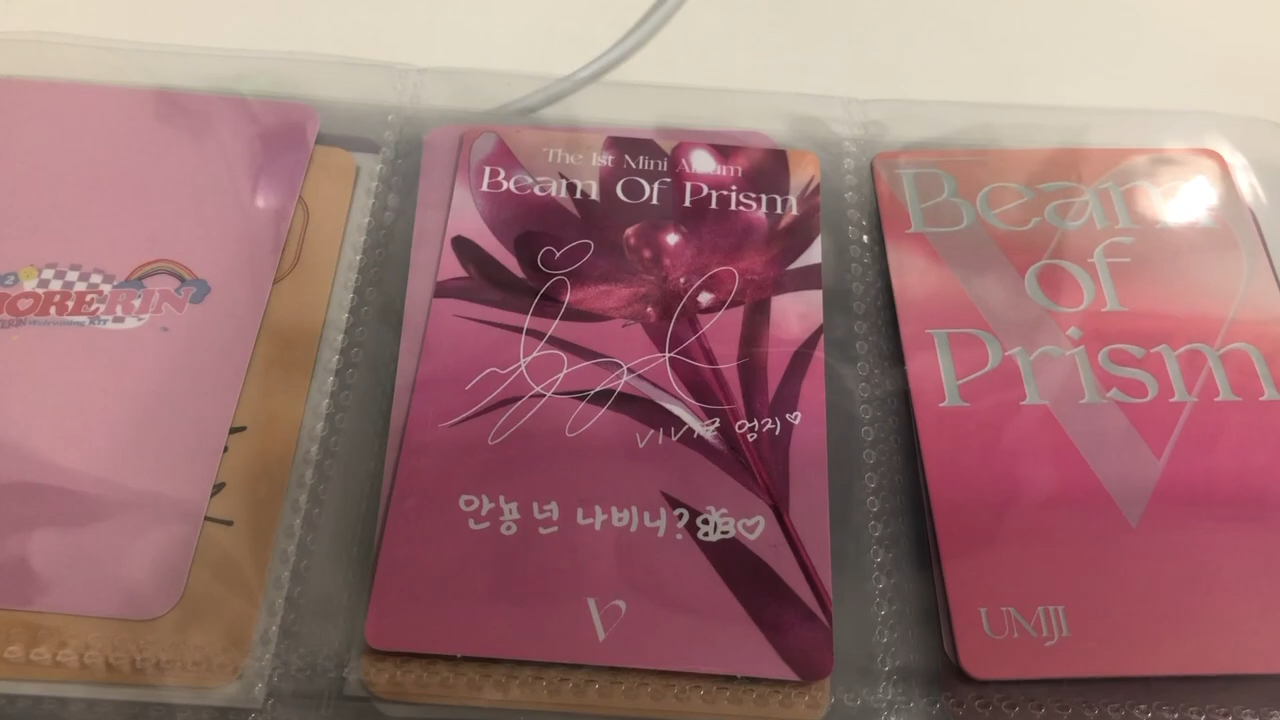 The 1st Mini Album
Beam Of Prism
VIVIZ 엄지♡
안뇽 넌 나비니?
V
Beam
of
Prism
UMJI